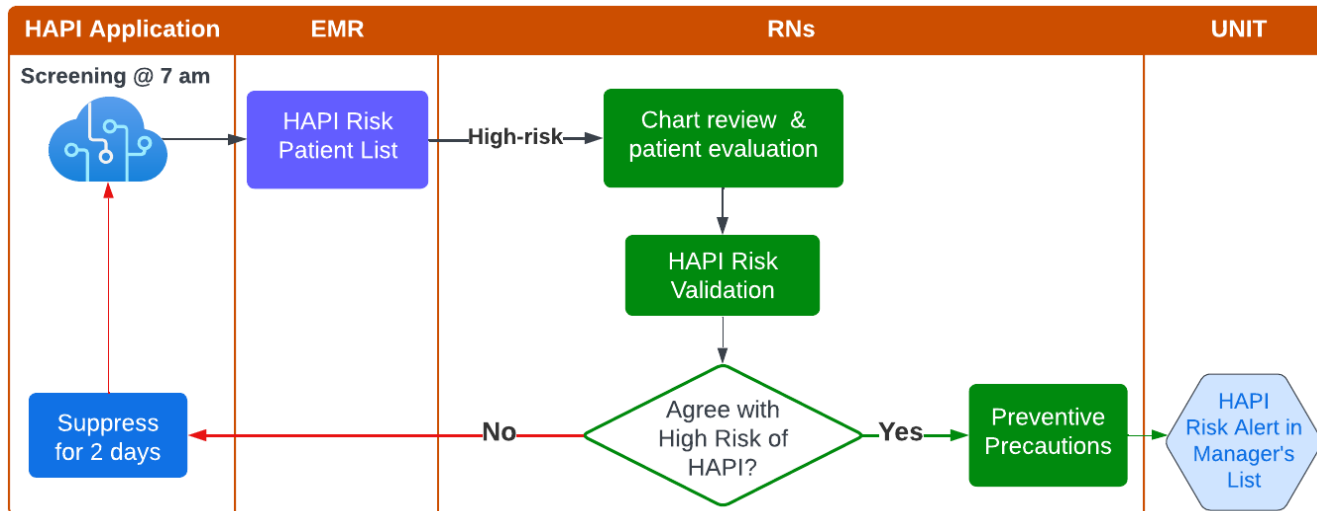 HAPI Application
EMR
RNs
UNIT
Screening @ 7 am
HAPI Risk
Patient List
High-risk
Chart review &
patient evaluation
HAPI Risk
Validation
Agree with
High Risk of
HAPI?
No
Suppress
for 2 days
Yes
Preventive
Precautions
HAPI
Risk Alert in
Manager's
List